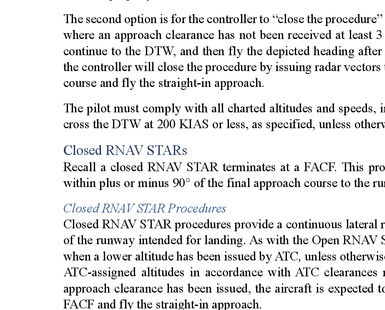 The second option is for the controller to “close the procedure”
where an approach clearance has not been received at least 3
continue to the DTW, and then fly the depicted heading after
the controller will close the procedure by issuing radar vectors
course and fly the straight-in approach.
The pilot must comply with all charted altitudes and speeds,
cross the DTW at 200 KIAS or less, as specified, unless
Closed RNAV STARs
Recall a closed RNAV STAR terminates at a FACF. This
within plus or minus 90° of the final approach course to the
Closed RNAV STAR Procedures
Closed RNAV STAR procedures provide a continuous lateral
of the runway intended for landing. As with the Open RNAV
when a lower altitude has been issued by ATC, unless
ATC-assigned altitudes in accordance with ATC clearances
approach clearance has been issued, the aircraft is expected
FACF and fly the straight-in approach.